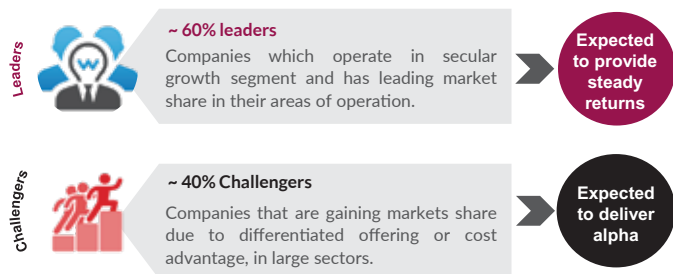 Leaders
~ 60% leaders
Companies which operate in secular
growth segment and has leading market
share in their areas of operation.
Expected
to provide
steady
returns
Challengers
~ 40% Challengers
Companies that are gaining markets share
due to differentiated offering or cost
advantage, in large sectors.
Expected
to deliver
alpha